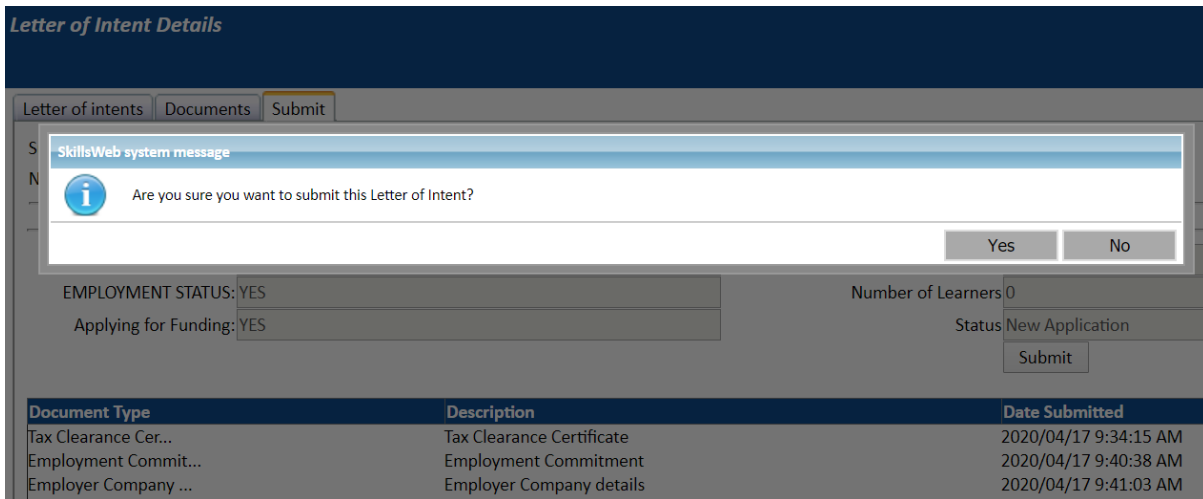 Letter of Intent Details
Letter of intents Documents Submit
S
SkillsWeb system message
N
Are you sure you want to submit this Letter of Intent?
Yes No
EMPLOYMENT STATUS: YES Number of Learners 0
Applying for Funding: YES Status New Application
Submit
Document Type Description Date Submitted
Tax Clearance Cer... Tax Clearance Certificate 2020/04/17 9:34:15 AM
Employment Commit... Employment Commitment 2020/04/17 9:40:38 AM
Employer Company ... Employer Company details 2020/04/17 9:41:03 AM